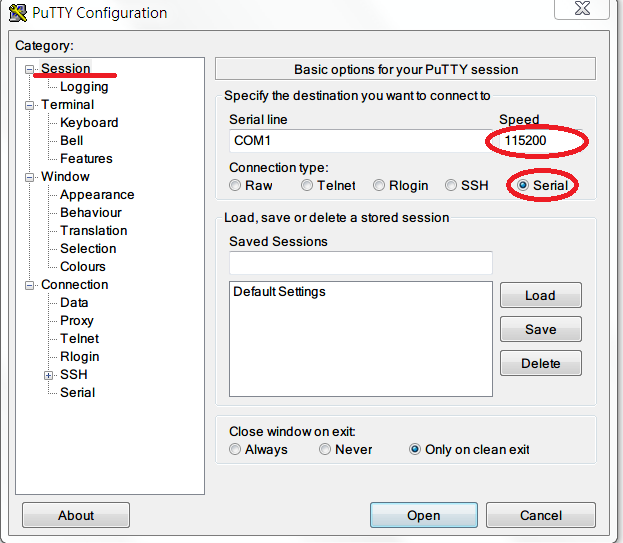 PuTTY Configuration
Category:
Session
Logging
Terminal
Keyboard
Bell
Features
Window
Appearance
Behaviour
Translation
Selection
Colours
Connection
Data
Proxy
Telnet
Rlogin
SSH
Serial
Basic options for your PuTTY session
Specify the destination you want to connect to
Serial line Speed
COM1 115200
Connection type:
Raw Telnet Rlogin SSH Serial
Load, save or delete a stored session
Saved Sessions
Default Settings
Load
Save
Delete
Close window on exit:
Always Never Only on clean exit
About Open Cancel